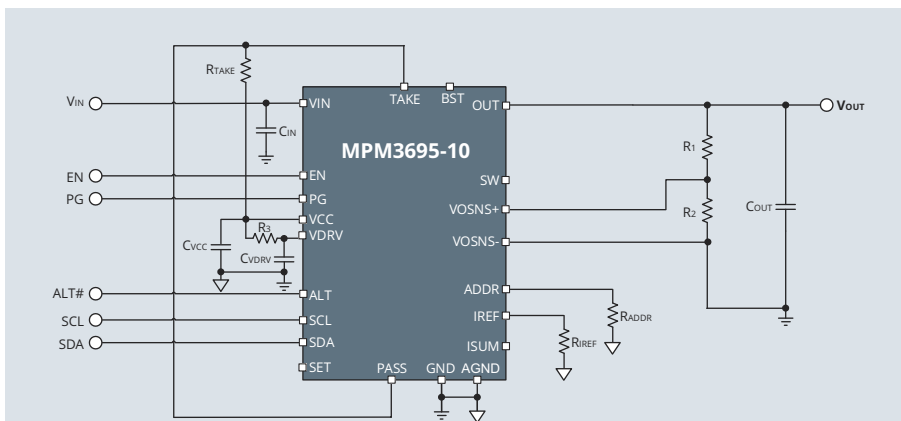 RTAKE
VIN
VIN
TAKE
BST
OUT
VOUT
CIN
MPM3695-10
R1
EN
EN
SW
PG
PG
VOSNS+
R2
COUT
VCC
R3
VDRV
CVCC
CVDRV
VOSNS-
ALT#
ALT
ADDR
SCL
SCL
IREF
RADDR
SDA
SDA
ISUM
RIREF
SET
PASS
GND
AGND